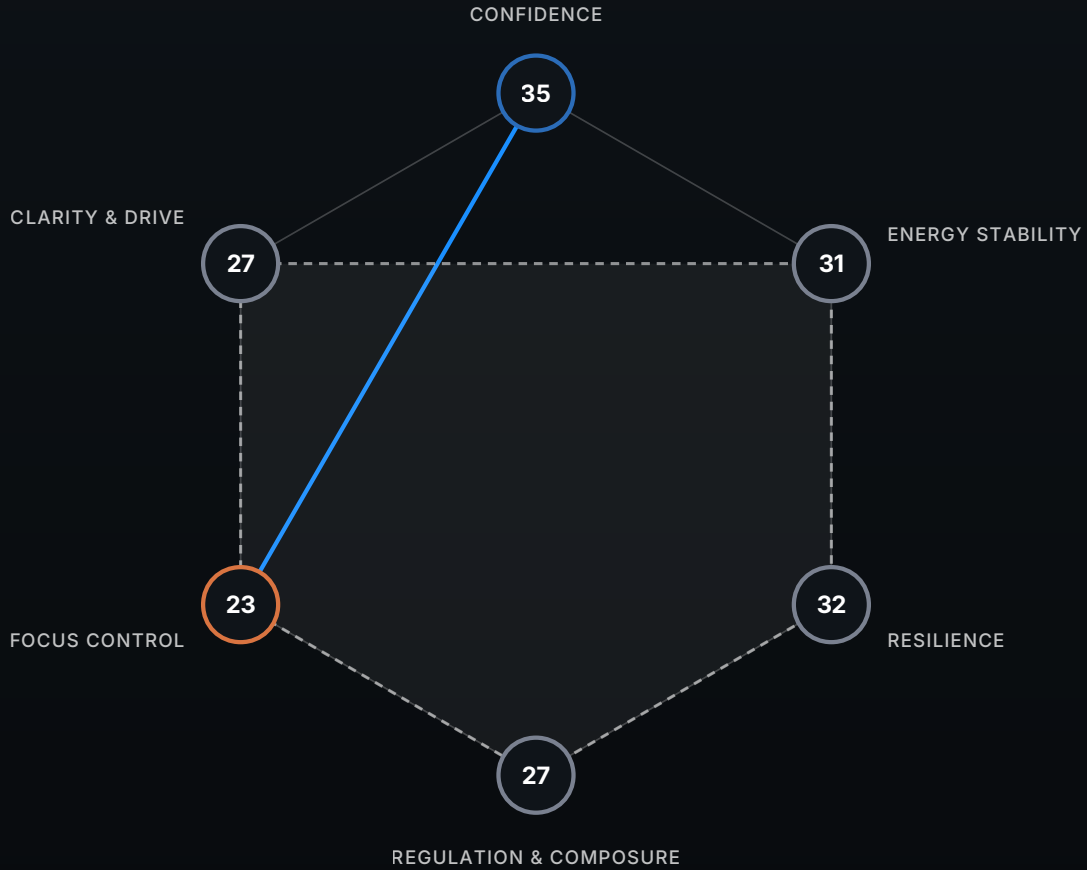 CONFIDENCE
35
CLARITY & DRIVE
ENERGY STABILITY
27
31
23
32
FOCUS CONTROL
RESILIENCE
27
REGULATION & COMPOSURE